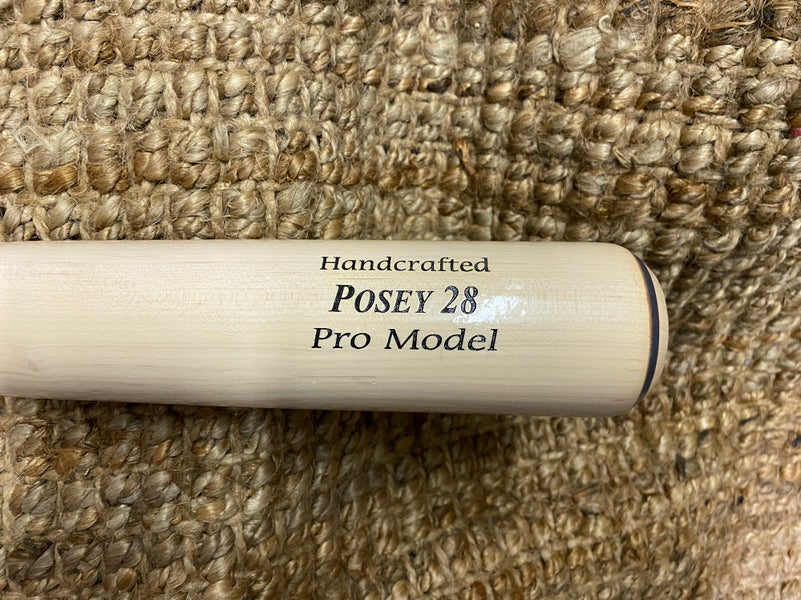 Handcrafted
POSEY 28
Pro Model